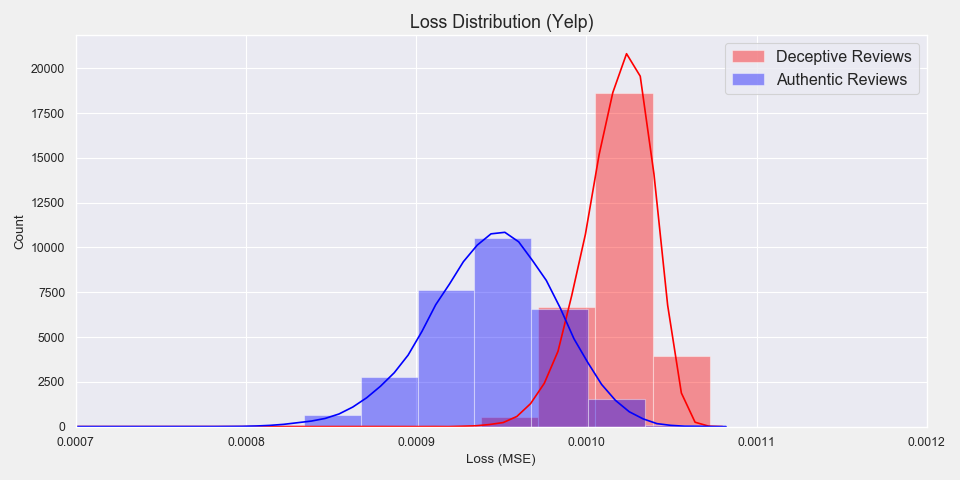 Loss Distribution (Yelp)
Deceptive Reviews
Authentic Reviews
Count
20000
17500
15000
12500
10000
7500
5000
2500
0
0.0007 0.0008 0.0009 0.0010 0.0011 0.0012
Loss (MSE)